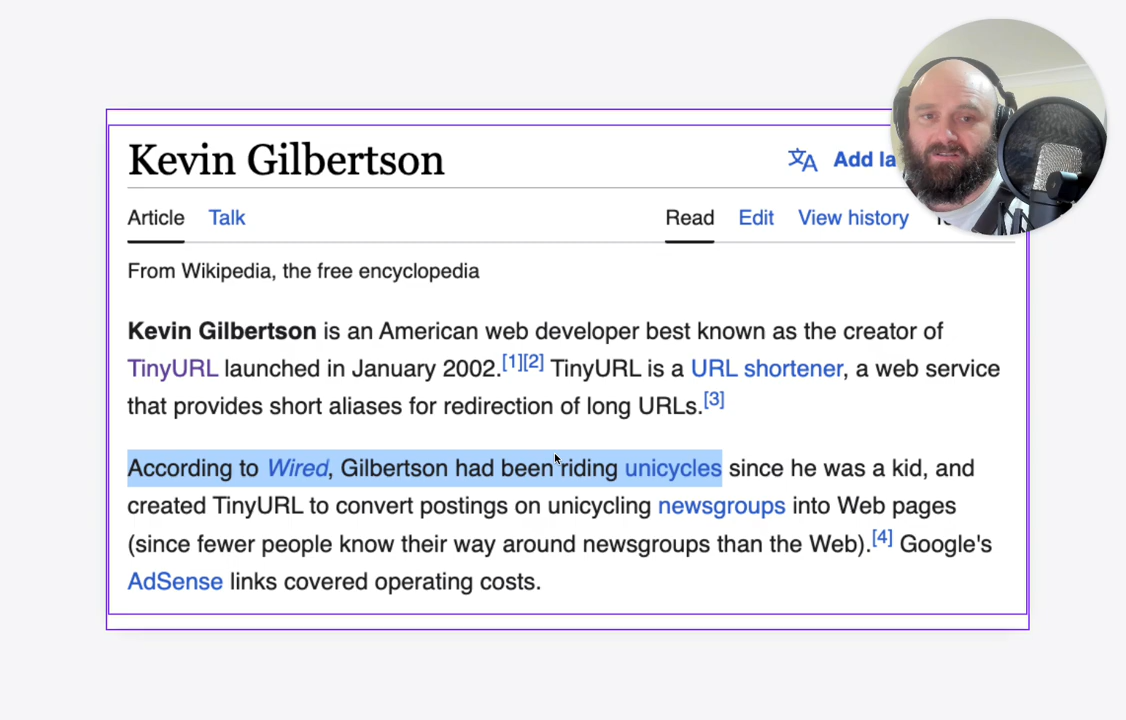 Kevin Gilbertson
Add la
Article Talk Read Edit View history
From Wikipedia, the free encyclopedia
Kevin Gilbertson is an American web developer best known as the creator of
TinyURL launched in January 2002.[1][2] TinyURL is a URL shortener, a web service
that provides short aliases for redirection of long URLs.[3]
According to Wired, Gilbertson had been riding unicycles since he was a kid, and
created TinyURL to convert postings on unicycling newsgroups into Web pages
(since fewer people know their way around newsgroups than the Web).[4] Google's
AdSense links covered operating costs.